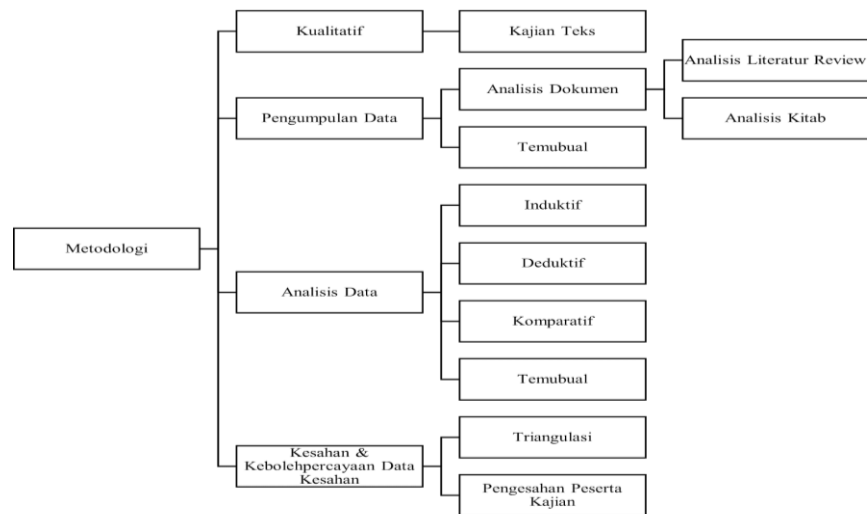 Metodologi
Kualitatif
Kajian Teks
Pengumpulan Data
Analisis Dokumen
Analisis Literatur Review
Analisis Kitab
Temubual
Analisis Data
Induktif
Deduktif
Komparatif
Temubual
Kesahan &
Kebolehpercayaan Data
Kesahan
Triangulasi
Pengesahan Peserta
Kajian